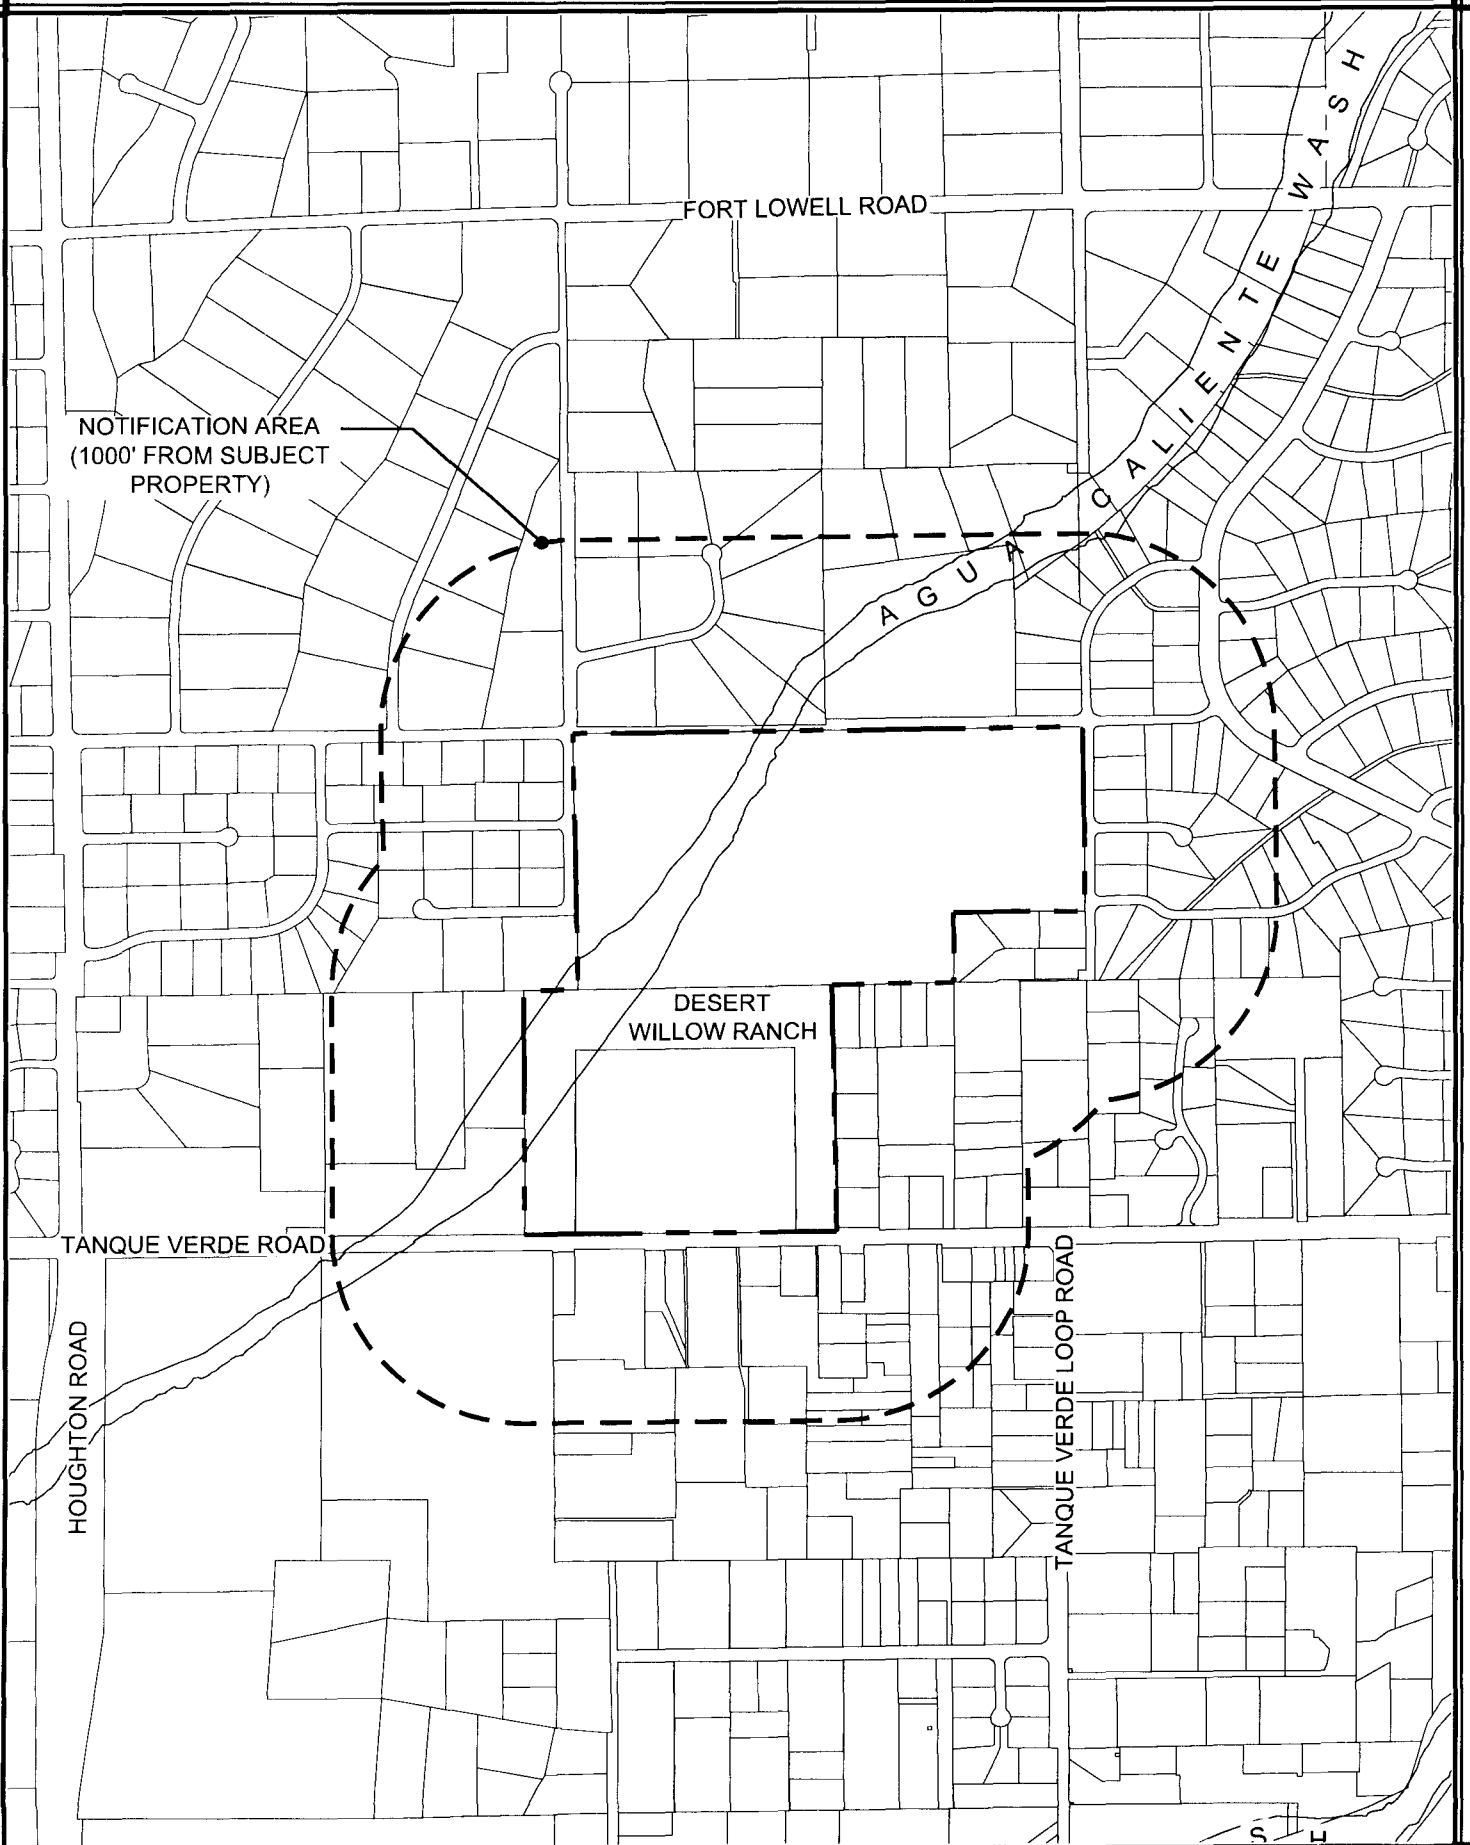 AGUA CALIENTE WASH
FORT LOWELL ROAD
NOTIFICATION AREA
(1000' FROM SUBJECT
PROPERTY)
DESERT
WILLOW RANCH
TANQUE VERDE ROAD
HOUGHTON ROAD
TANQUE VERDE LOOP ROAD
S H